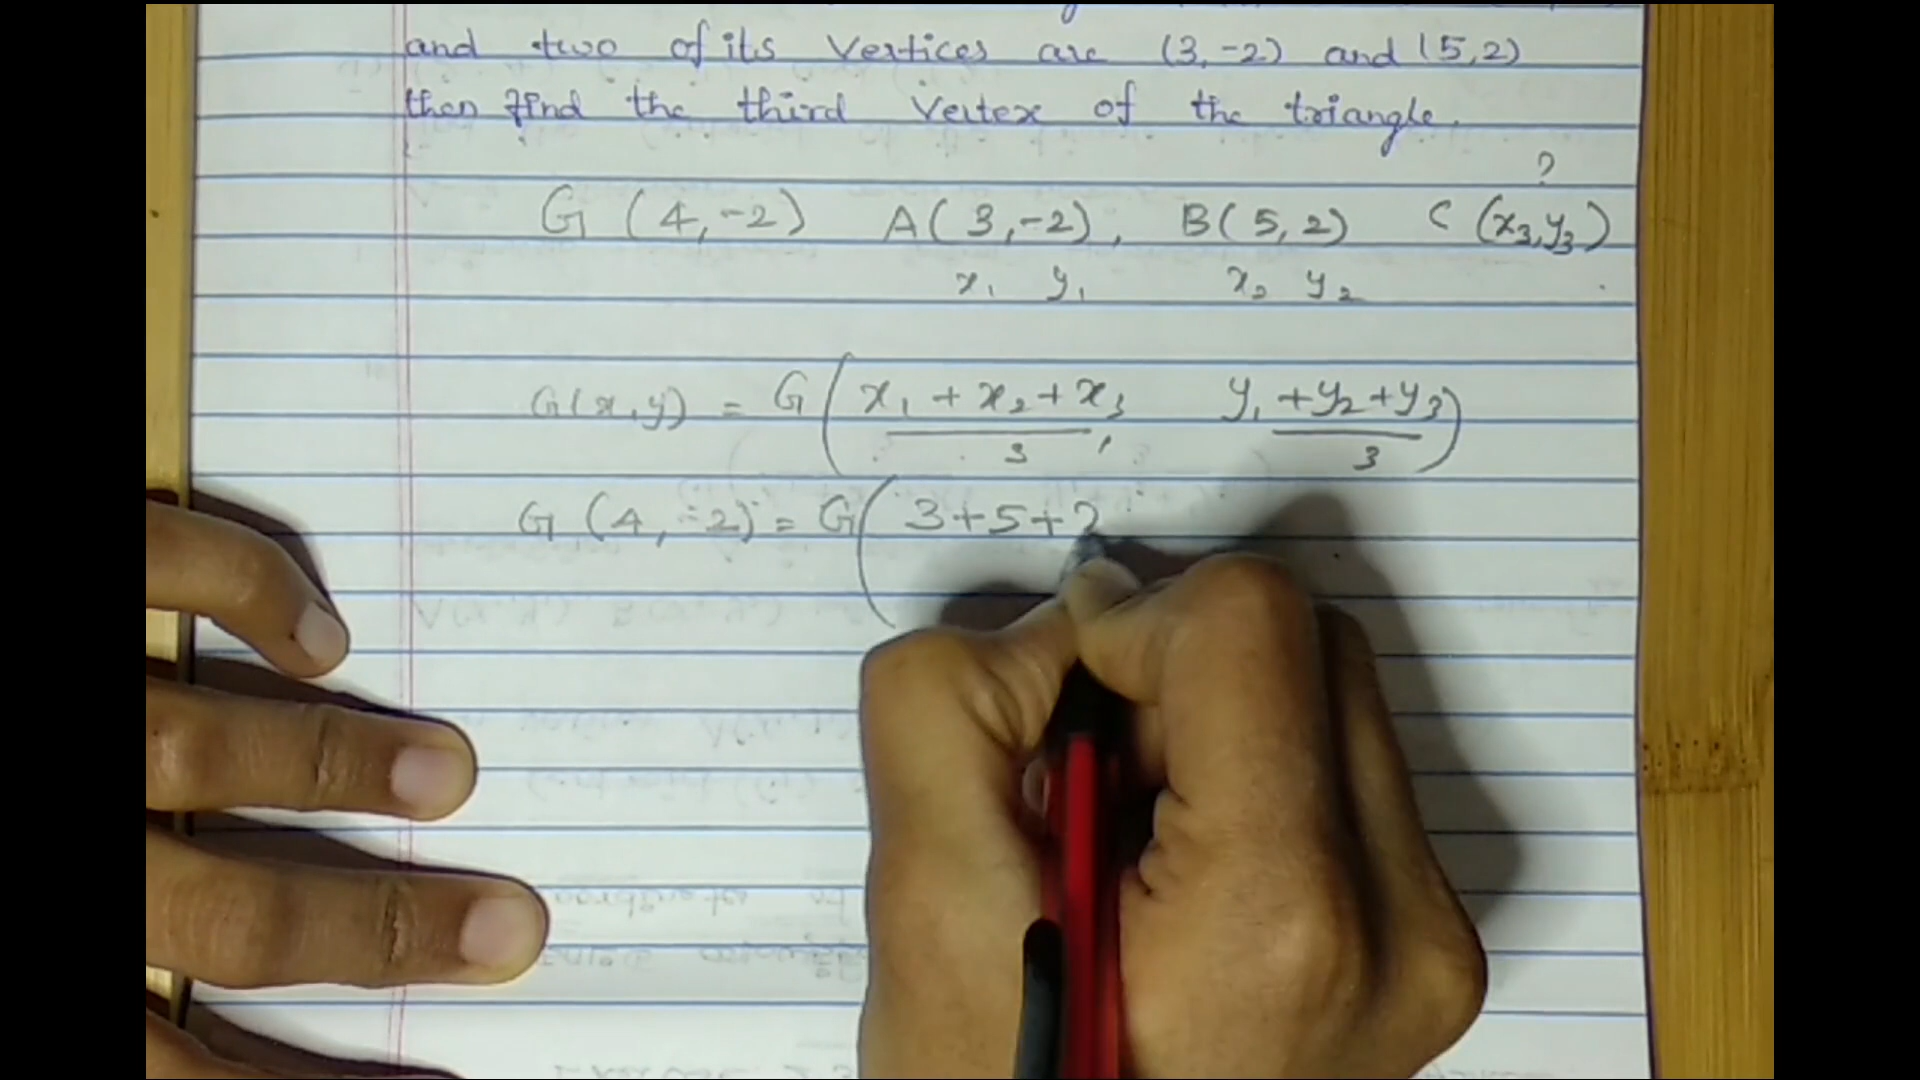 and two of its vertices are (3,-2) and (5,2)
then find the third vertex of the triangle.
?
G (4,-2) A(3,-2), B(5,2) C (x₃,y₃)
x₁ y₁ x₂ y₂
G(x,y) = G(x₁+x₂+x₃/3, y₁+y₂+y₃/3)
G (4,-2) = G(3+5+